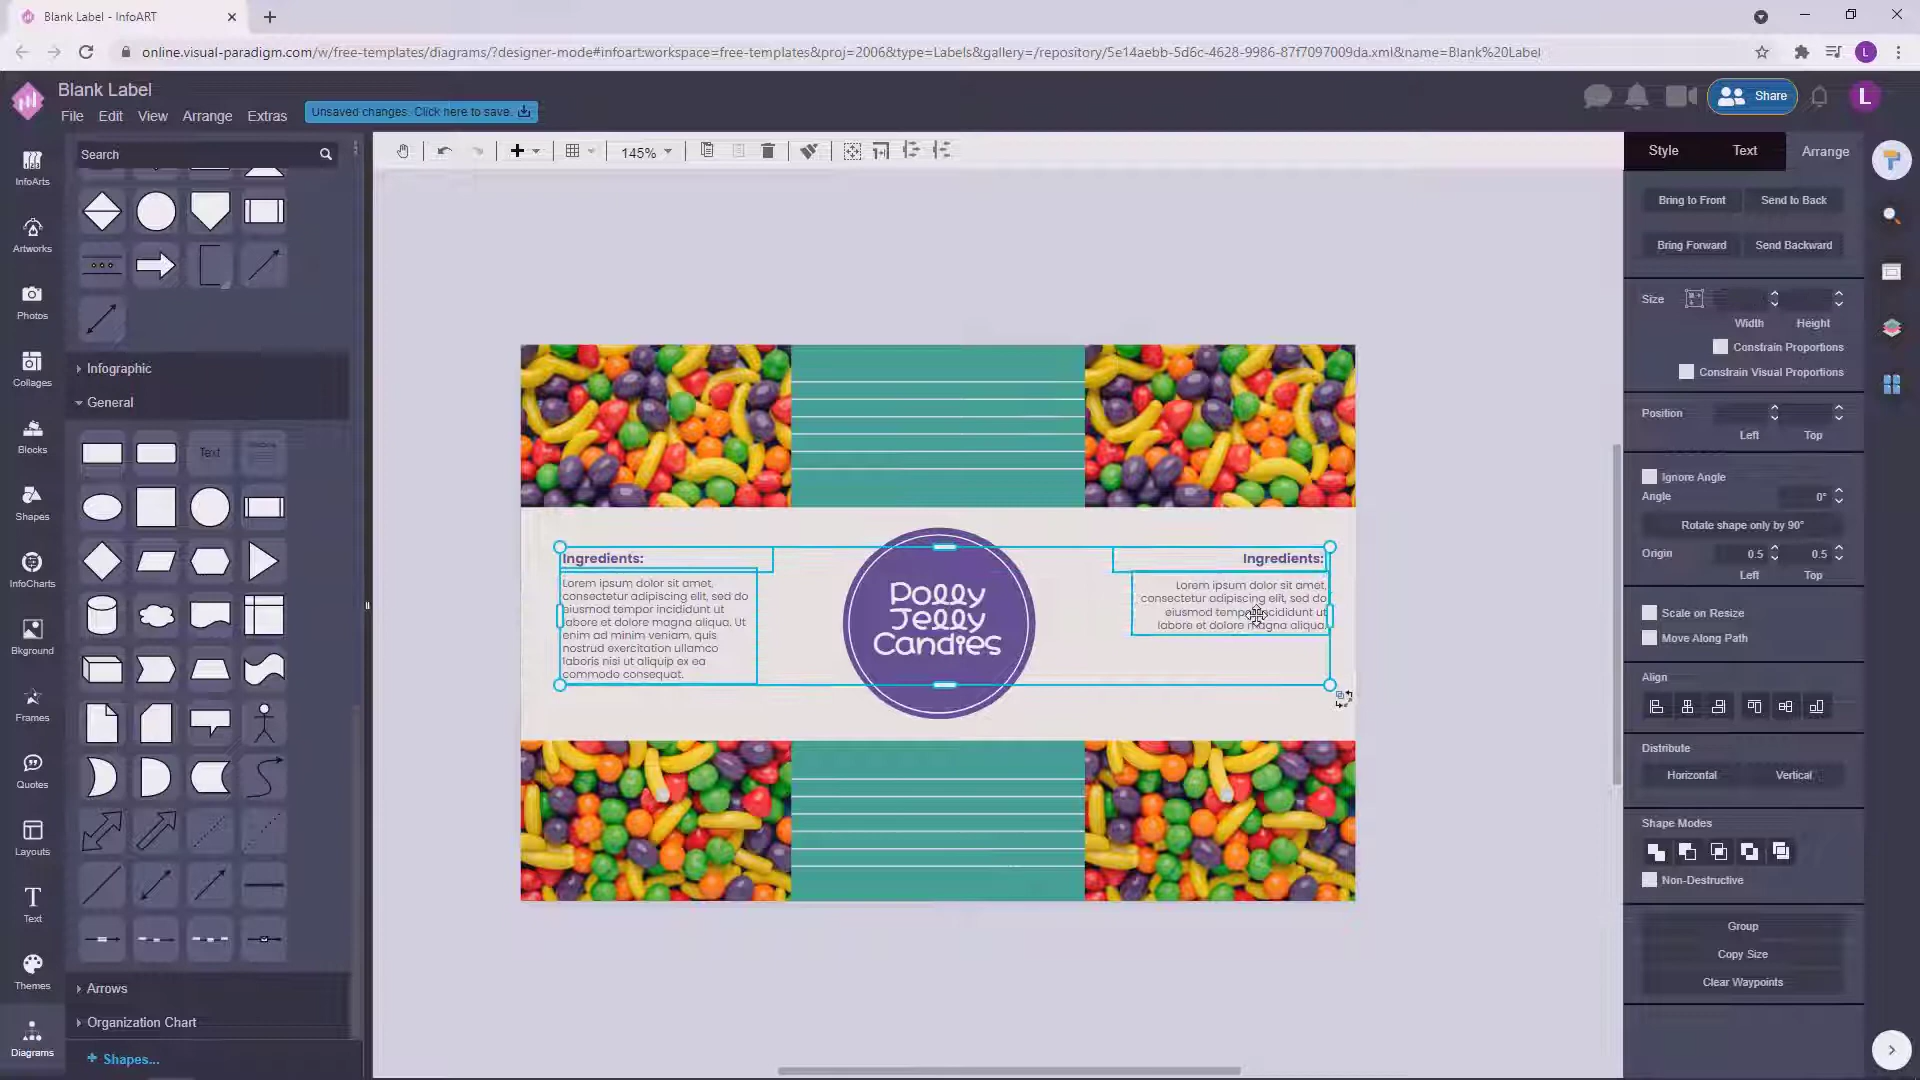 Blank Label - InfoART
online.visual-paradigm.com/w/free-templates/diagrams/?designer-mode#infoart:workspace=free-templates&proj=2006&type=Labels&gallery=/repository/5e14aebb-5d6c-4628-9986-87f7097009da.xml&name=Blank%20Label
L
Blank Label
File Edit View Arrange Extras
Unsaved changes. Click here to save.
Share
L
Search
145%
Style Text Arrange
InfoArts
Artworks
Photos
Collages
Blocks
Shapes
InfoCharts
Bkground
Frames
Quotes
Layouts
Text
Themes
Diagrams
Infographic
General
Text
Arrows
Organization Chart
+ Shapes...
Ingredients:
Lorem ipsum dolor sit amet,
consectetur adipiscing elit, sed do
eiusmod tempor incididunt ut
labore et dolore magna aliqua. Ut
enim ad minim veniam, quis
nostrud exercitation ullamco
laboris nisi ut aliquip ex ea
commodo consequat.
Polly
Jelly
Candies
Ingredients:
Lorem ipsum dolor sit amet,
consectetur adipiscing elit, sed do
eiusmod tempor incididunt ut
labore et dolore magna aliqua.
Bring to Front Send to Back
Bring Forward Send Backward
Size
Width Height
Constrain Proportions
Constrain Visual Proportions
Position
Left Top
Ignore Angle
Angle 0°
Rotate shape only by 90°
Origin 0.5 0.5
Left Top
Scale on Resize
Move Along Path
Align
Distribute
Horizontal Vertical
Shape Modes
Non-Destructive
Group
Copy Size
Clear Waypoints